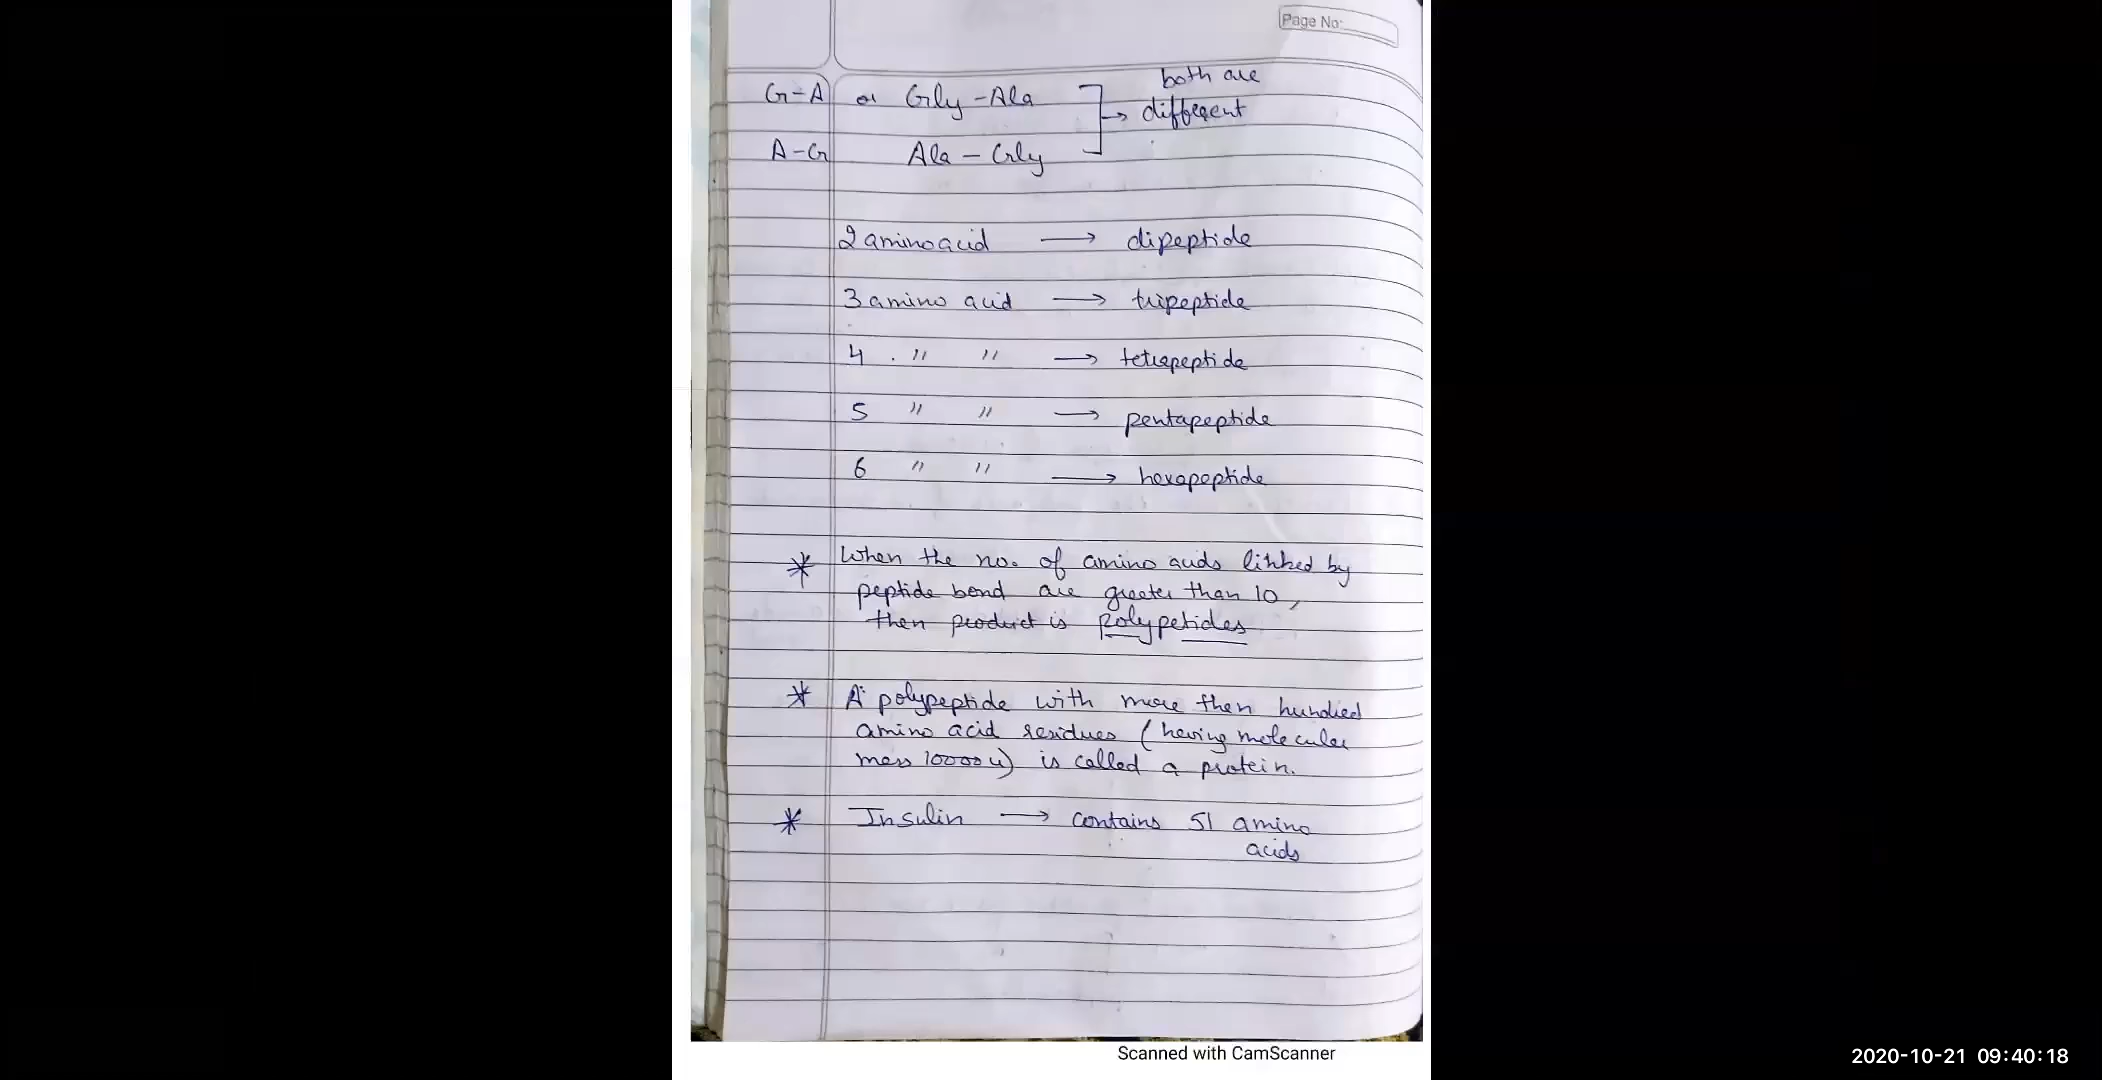 Page No:
both are
G-A or Gly - Ala
→ different
A-G Ala - Gly
2 amino acid → dipeptide
3 amino acid → tripeptide
4 " " → tetrapeptide
5 " " → pentapeptide
6 " " → hexapeptide
* When the no. of amino acids linked by
peptide bond are greater than 10,
then product is polypetides
* A polypeptide with more then hundred
amino acid residues (having molecular
mass 10000u) is called a protein.
* Insulin → contains 51 amino
acids
Scanned with CamScanner
2020-10-21 09:40:18